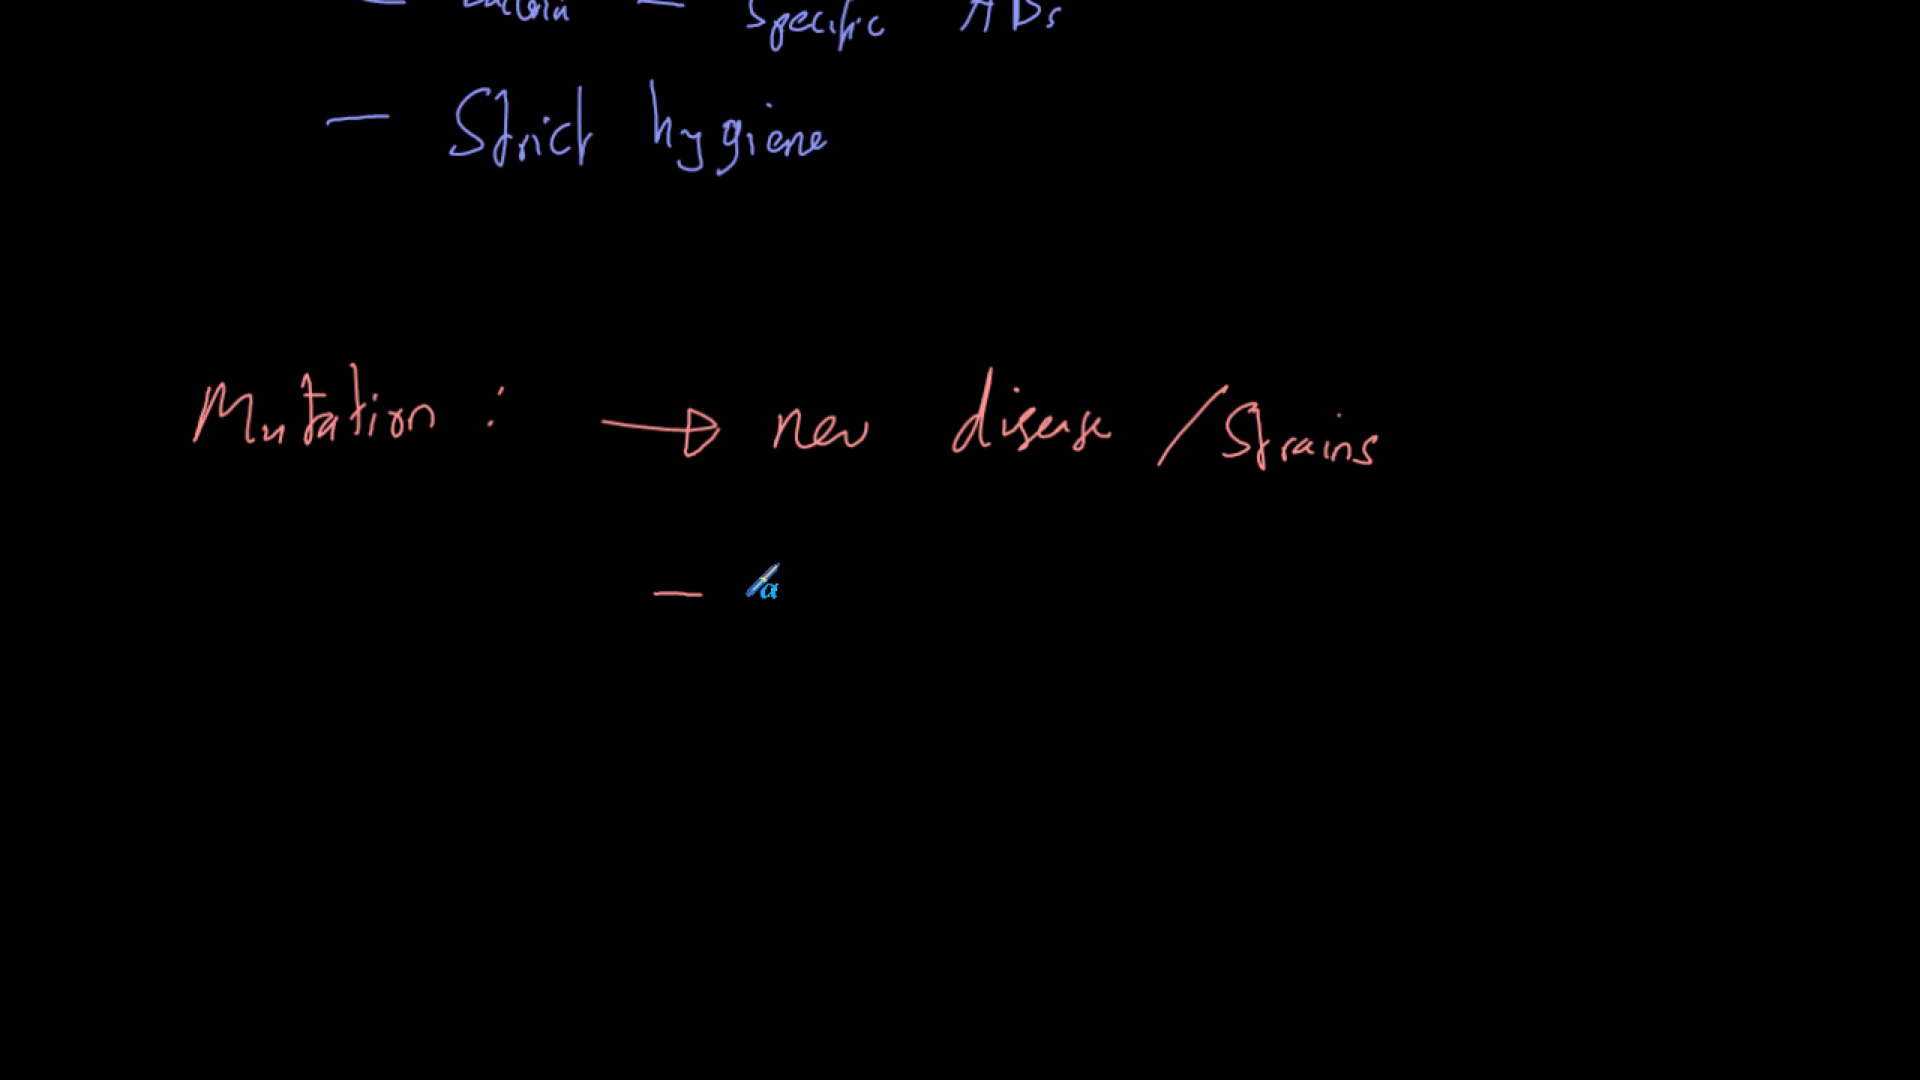 — — Specific ABs
— Strict hygiene
Mutation : → new disease / Strains
—